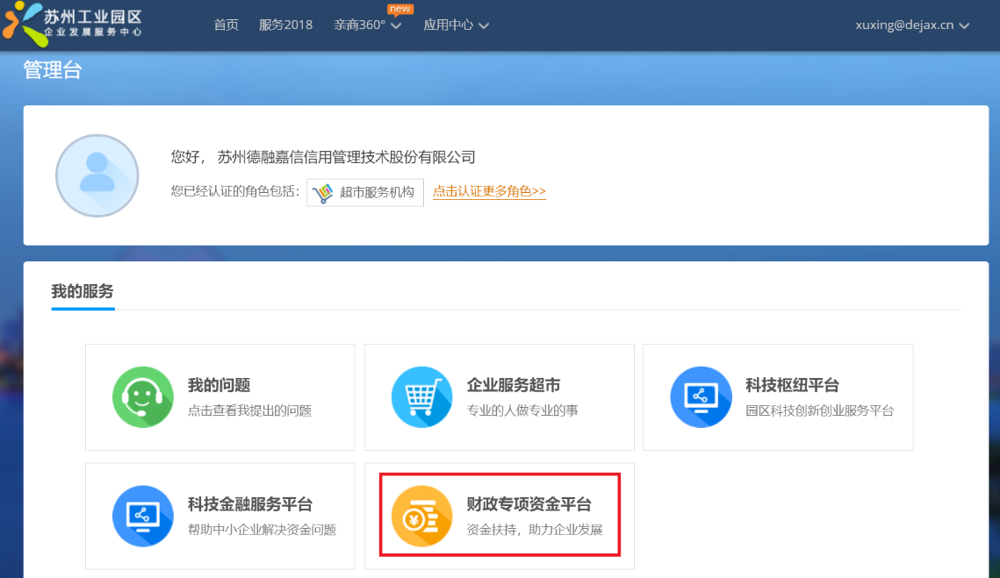 苏州工业园区
企业发展服务中心
首页 服务2018 亲商360° new 应用中心 xuxing@dejax.cn
管理台
您好， 苏州德融嘉信信用管理技术股份有限公司
您已经认证的角色包括： 超市服务机构 点击认证更多角色>>
我的服务
我的问题
点击查看我提出的问题
企业服务超市
专业的人做专业的事
科技枢纽平台
园区科技创新创业服务平台
科技金融服务平台
帮助中小企业解决资金问题
财政专项资金平台
资金扶持，助力企业发展